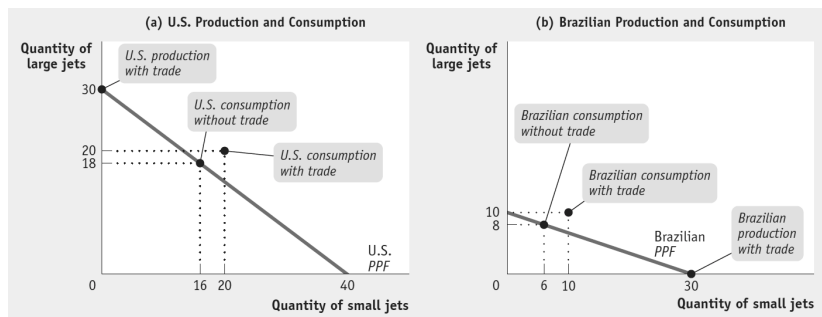 (a) U.S. Production and Consumption
Quantity of
large jets
U.S. production
with trade
30
U.S. consumption
without trade
20
18
U.S. consumption
with trade
U.S.
PPF
0
16
20
40
Quantity of small jets
(b) Brazilian Production and Consumption
Quantity of
large jets
Brazilian consumption
without trade
Brazilian consumption
with trade
10
8
Brazilian
PPF
Brazilian
production
with trade
0
6
10
30
Quantity of small jets